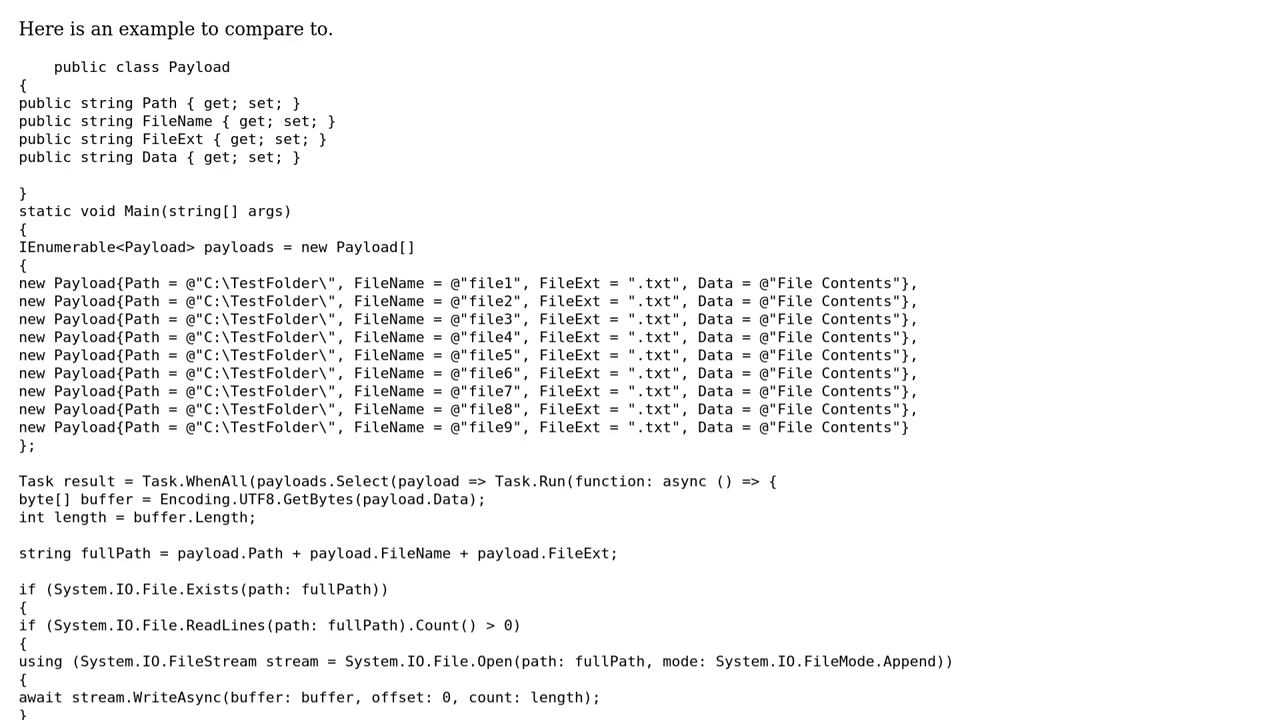 Here is an example to compare to.
public class Payload
{
public string Path { get; set; }
public string FileName { get; set; }
public string FileExt { get; set; }
public string Data { get; set; }
}
static void Main(string[] args)
{
IEnumerable<Payload> payloads = new Payload[]
{
new Payload{Path = @"C:\TestFolder\", FileName = @"file1", FileExt = ".txt", Data = @"File Contents"},
new Payload{Path = @"C:\TestFolder\", FileName = @"file2", FileExt = ".txt", Data = @"File Contents"},
new Payload{Path = @"C:\TestFolder\", FileName = @"file3", FileExt = ".txt", Data = @"File Contents"},
new Payload{Path = @"C:\TestFolder\", FileName = @"file4", FileExt = ".txt", Data = @"File Contents"},
new Payload{Path = @"C:\TestFolder\", FileName = @"file5", FileExt = ".txt", Data = @"File Contents"},
new Payload{Path = @"C:\TestFolder\", FileName = @"file6", FileExt = ".txt", Data = @"File Contents"},
new Payload{Path = @"C:\TestFolder\", FileName = @"file7", FileExt = ".txt", Data = @"File Contents"},
new Payload{Path = @"C:\TestFolder\", FileName = @"file8", FileExt = ".txt", Data = @"File Contents"},
new Payload{Path = @"C:\TestFolder\", FileName = @"file9", FileExt = ".txt", Data = @"File Contents"}
};
Task result = Task.WhenAll(payloads.Select(payload => Task.Run(function: async () => {
byte[] buffer = Encoding.UTF8.GetBytes(payload.Data);
int length = buffer.Length;
string fullPath = payload.Path + payload.FileName + payload.FileExt;
if (System.IO.File.Exists(path: fullPath))
{
if (System.IO.File.ReadLines(path: fullPath).Count() > 0)
{
using (System.IO.FileStream stream = System.IO.File.Open(path: fullPath, mode: System.IO.FileMode.Append))
{
await stream.WriteAsync(buffer: buffer, offset: 0, count: length);
}